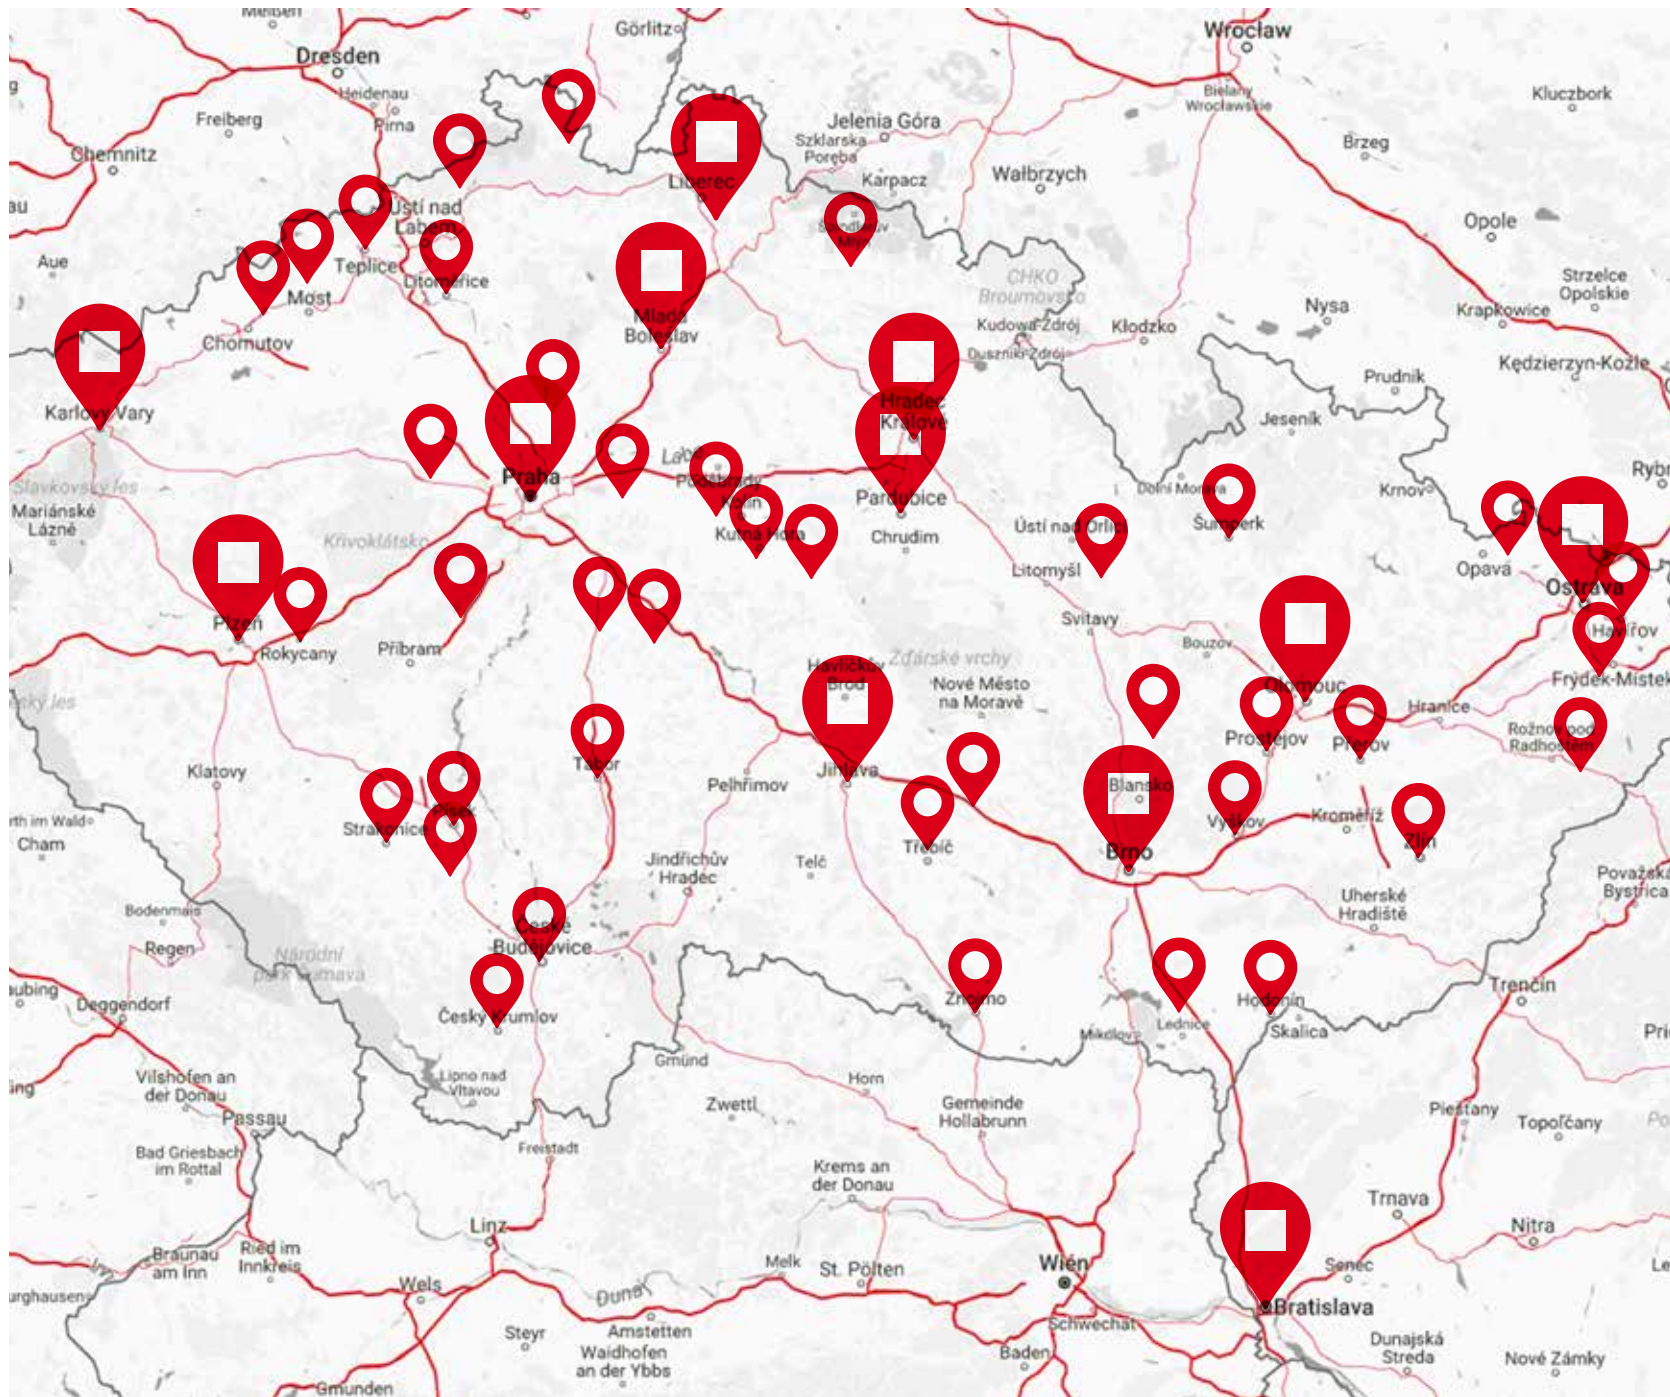 Meißen
Görlitz
Wrocław
Dresden
Heidenau
Pirna
Freiberg
Chemnitz
Bielany
Wrocławskie
Kluczbork
Brzeg
Jelenia Góra
Szklarska
Poręba
Karpacz
Wałbrzych
Liberec
Opole
Ústí nad
Labem
Špindlerův
Mlýn
Aue
Teplice
Litoměřice
Most
CHKO
Broumovsko
Strzelce
Opolskie
Nysa
Krapkowice
Mladá
Boleslav
Kudowa-Zdrój
Kłodzko
Duszniki-Zdrój
Chomutov
Kędzierzyn-Koźle
Prudnik
Karlovy Vary
Hradec
Králové
Jeseník
Labe
Praha
Poděbrady
Kolín
Pardubice
Dolní Morava
Krnov
Slavkovský les
Mariánské
Lázně
Křivoklátsko
Kutná Hora
Chrudim
Ústí nad Orlicí
Šumperk
Litomyšl
Opava
Ostrava
Plzeň
Rokycany
Příbram
Svitavy
Bouzov
Havířov
Havlíčkův
Brod
Žďárské vrchy
Nové Město
na Moravě
Olomouc
Frýdek-Místek
Hranice
Prostějov
Přerov
Rožnov pod
Radhoštěm
Klatovy
Tábor
Pelhřimov
Jihlava
Blansko
Písek
Strakonice
Vyškov
Kroměříž
Zlín
Cham
Třebíč
Brno
Jindřichův
Hradec
Telč
Považská
Bystrica
Uherské
Hradiště
Bodenmais
Regen
České
Budějovice
Národní
park Šumava
Deggendorf
Český Krumlov
Znojmo
Hodonín
Trenčín
Mikulov
Lednice
Skalica
Gmünd
Vilshofen an
der Donau
Lipno nad
Vltavou
Horn
Zwettl
Gemeinde
Hollabrunn
Piešťany
Topoľčany
Passau
Bad Griesbach
im Rottal
Freistadt
Krems an
der Donau
Trnava
Nitra
Linz
Braunau
am Inn
Ried im
Innkreis
Inn
Melk
St. Pölten
Wien
Senec
Wels
Dunaj
Bratislava
Schwechat
Steyr
Amstetten
Waidhofen
an der Ybbs
Baden
Dunajská
Streda
Nové Zámky
Gmunden